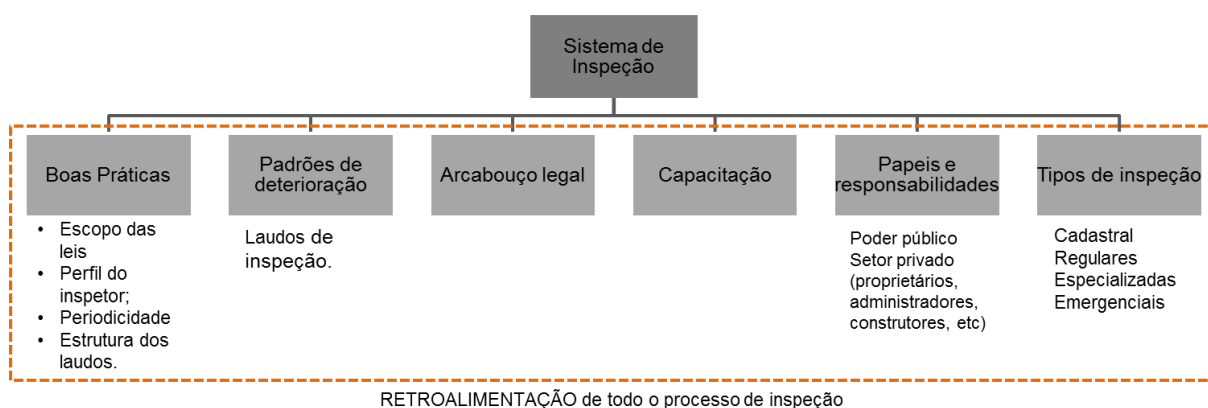 Sistema de
Inspeção
Boas Práticas
• Escopo das
leis
• Perfil do
inspetor;
• Periodicidade
• Estrutura dos
laudos.
Padrões de
deterioração
Laudos de
inspeção.
Arcabouço legal
Capacitação
Papeis e
responsabilidades
Poder público
Setor privado
(proprietários,
administradores,
construtores, etc)
Tipos de inspeção
Cadastral
Regulares
Especializadas
Emergenciais
RETROALIMENTAÇÃO de todo o processo de inspeção